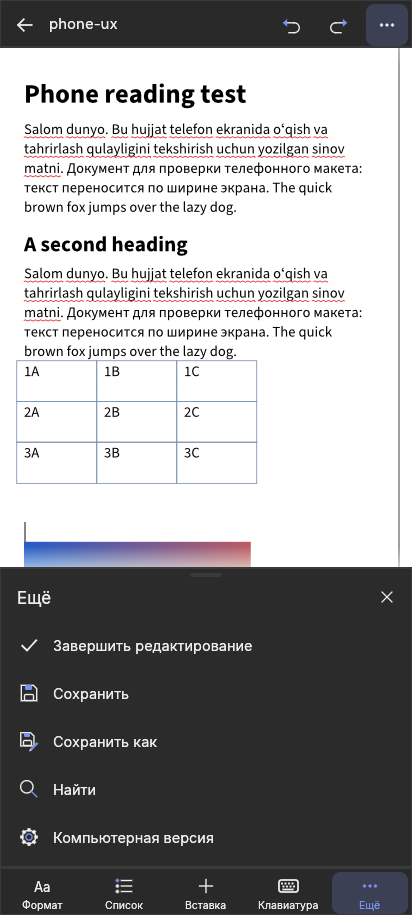 phone-ux
Phone reading test
Salom dunyo. Bu hujjat telefon ekranida oʻqish va
tahrirlash qulayligini tekshirish uchun yozilgan sinov
matni. Документ для проверки телефонного макета:
текст переносится по ширине экрана. The quick
brown fox jumps over the lazy dog.
A second heading
Salom dunyo. Bu hujjat telefon ekranida oʻqish va
tahrirlash qulayligini tekshirish uchun yozilgan sinov
matni. Документ для проверки телефонного макета:
текст переносится по ширине экрана. The quick
brown fox jumps over the lazy dog.
1A 1B 1C
2A 2B 2C
3A 3B 3C
Ещё
Завершить редактирование
Сохранить
Сохранить как
Найти
Компьютерная версия
Aa
Формат Список Вставка Клавиатура Ещё